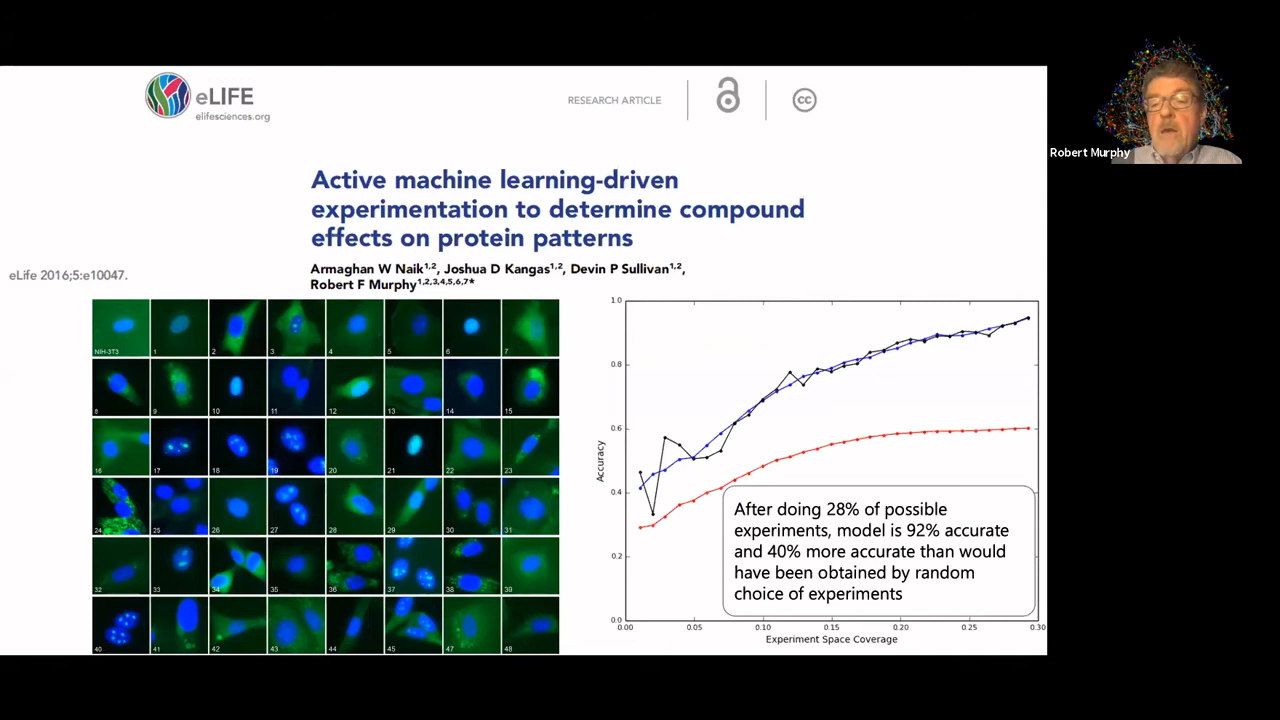 eLIFE
elifesciences.org
RESEARCH ARTICLE
cc
Active machine learning-driven
experimentation to determine compound
effects on protein patterns
Armaghan W Naik1,2, Joshua D Kangas1,2, Devin P Sullivan1,2,
Robert F Murphy1,2,3,4,5,6,7*
eLife 2016;5:e10047.
Robert Murphy
NIH-3T3 1 2 3 4 5 6 7
8 9 10 11 12 13 14 15
16 17 18 19 20 21 22 23
24 25 26 27 28 29 30 31
32 33 34 35 36 37 38 39
40 41 42 43 44 45 47 48
1.0
0.8
0.6
0.4
0.2
0.0
Accuracy
After doing 28% of possible
experiments, model is 92% accurate
and 40% more accurate than would
have been obtained by random
choice of experiments
0.00 0.05 0.10 0.15 0.20 0.25 0.30
Experiment Space Coverage